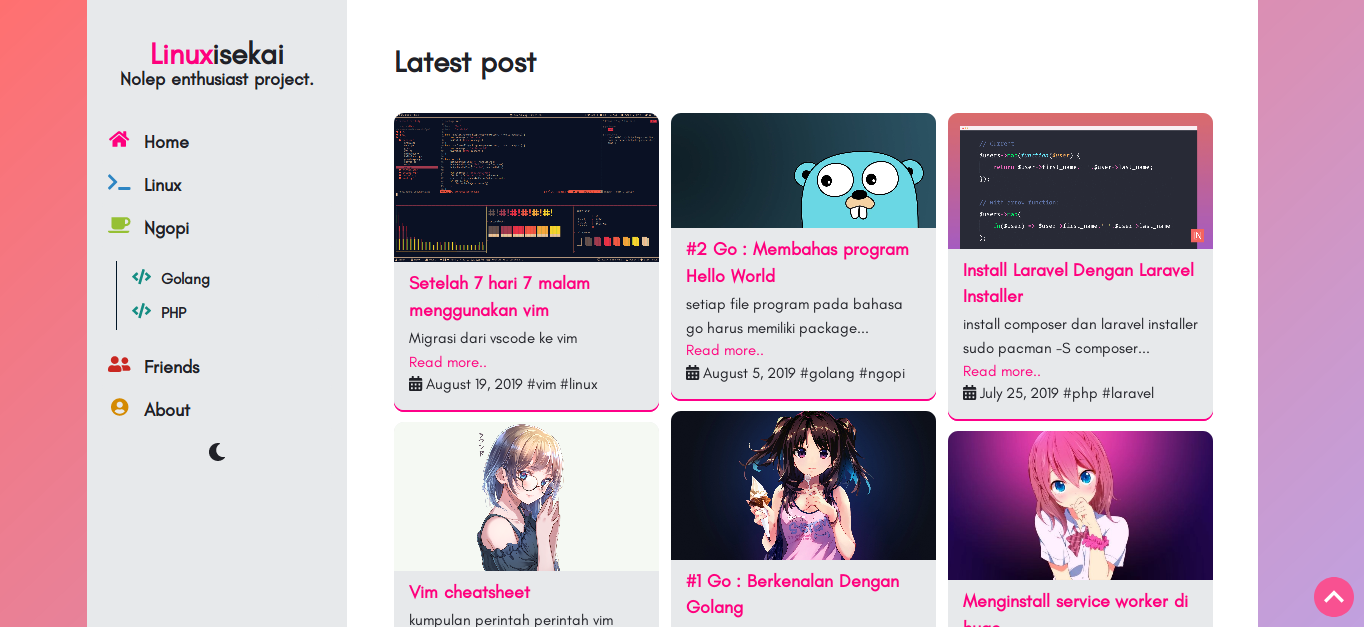 Linuxisekai
Nolep enthusiast project.
Home
Linux
Ngopi
Golang
PHP
Friends
About
Latest post
Setelah 7 hari 7 malam
menggunakan vim
Migrasi dari vscode ke vim
Read more..
August 19, 2019 #vim #linux
#2 Go : Membahas program
Hello World
setiap file program pada bahasa
go harus memiliki package...
Read more..
August 5, 2019 #golang #ngopi
});
});
IN
Install Laravel Dengan Laravel
Installer
install composer dan laravel installer
sudo pacman -S composer...
Read more..
July 25, 2019 #php #laravel
Vim cheatsheet
kumpulan perintah perintah vim
#1 Go : Berkenalan Dengan
Golang
Menginstall service worker di
hugo